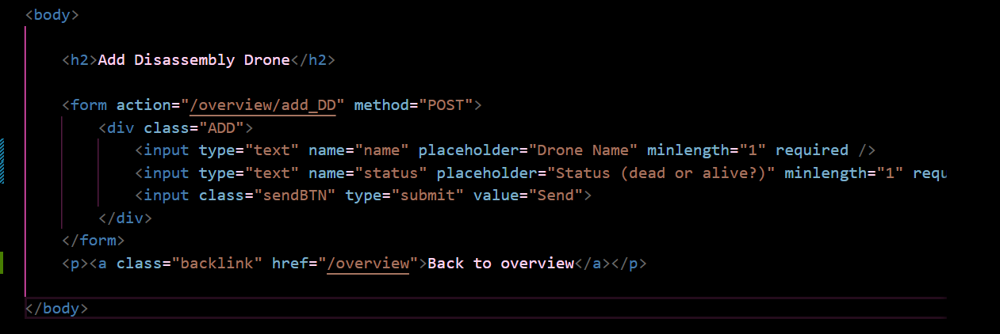 <body>
<h2>Add Disassembly Drone</h2>
<form action="/overview/add_DD" method="POST">
<div class="ADD">
<input type="text" name="name" placeholder="Drone Name" minlength="1" required />
<input type="text" name="status" placeholder="Status (dead or alive?)" minlength="1" requ
<input class="sendBTN" type="submit" value="Send">
</div>
</form>
<p><a class="backlink" href="/overview">Back to overview</a></p>
</body>